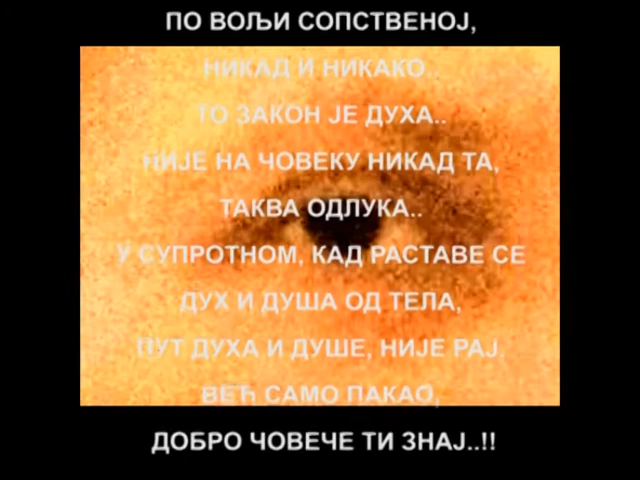 ПО ВОЉИ СОПСТВЕНОЈ,
НИКАД И НИКАКО..
ТО ЗАКОН ЈЕ ДУХА..
НИЈЕ НА ЧОВЕКУ НИКАД ТА,
ТАКВА ОДЛУКА..
У СУПРОТНОМ, КАД РАСТАВЕ СЕ
ДУХ И ДУША ОД ТЕЛА,
ПУТ ДУХА И ДУШЕ, НИЈЕ РАЈ.
ВЕЋ САМО ПАКАО,
ДОБРО ЧОВЕЧЕ ТИ ЗНАЈ..!!